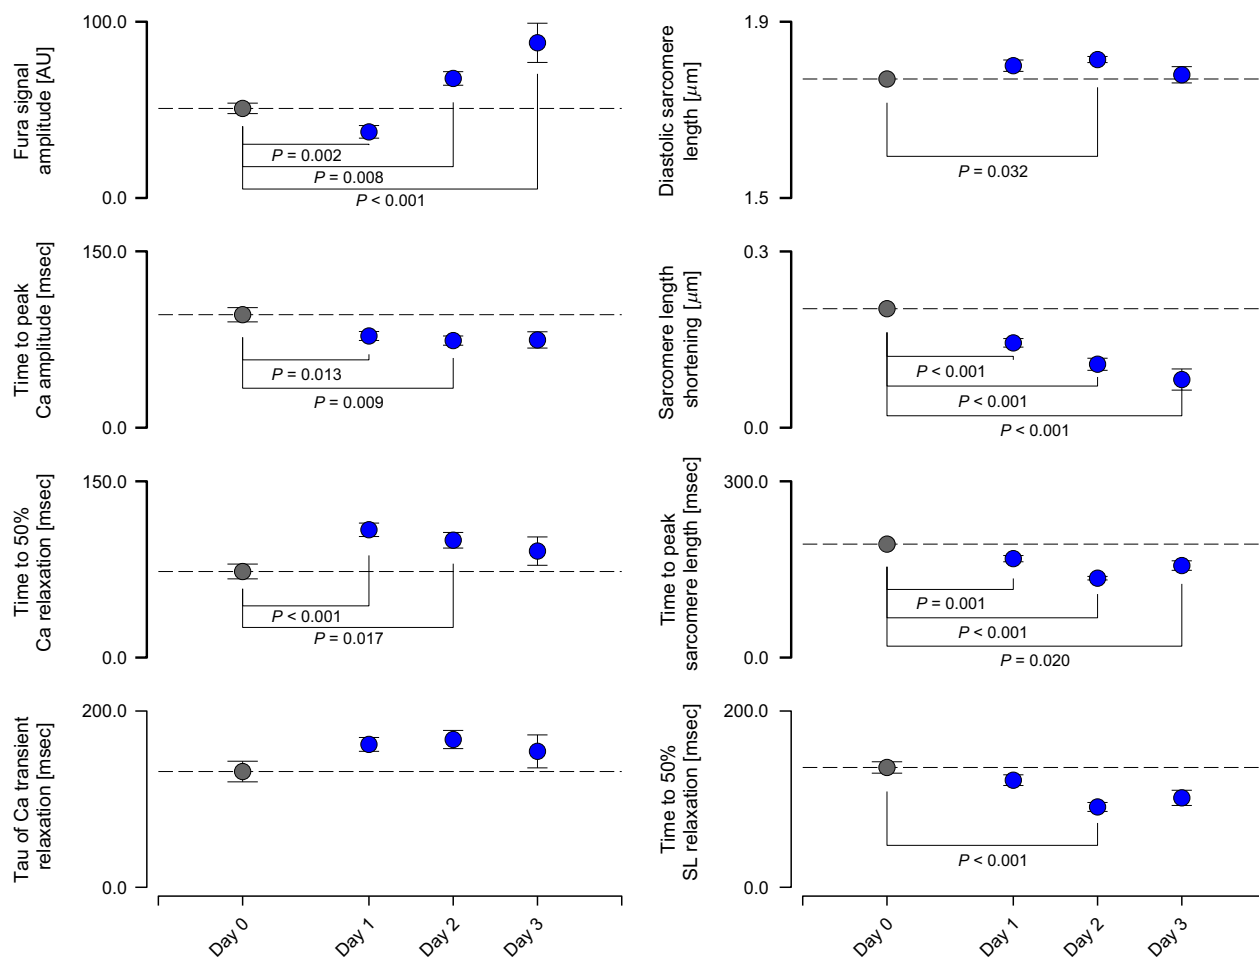 Fura signal
amplitude [AU]
100.0
0.0
P = 0.002
P = 0.008
P < 0.001
Diastolic sarcomere
length [μm]
1.9
1.5
P = 0.032
Time to peak
Ca amplitude [msec]
150.0
0.0
P = 0.013
P = 0.009
Sarcomere length
shortening [μm]
0.3
0.0
P < 0.001
P < 0.001
P < 0.001
Time to 50%
Ca relaxation [msec]
150.0
0.0
P < 0.001
P = 0.017
Time to peak
sarcomere length [msec]
300.0
0.0
P = 0.001
P < 0.001
P = 0.020
Tau of Ca transient
relaxation [msec]
200.0
0.0
Day 0
Day 1
Day 2
Day 3
Time to 50%
SL relaxation [msec]
200.0
0.0
P < 0.001
Day 0
Day 1
Day 2
Day 3